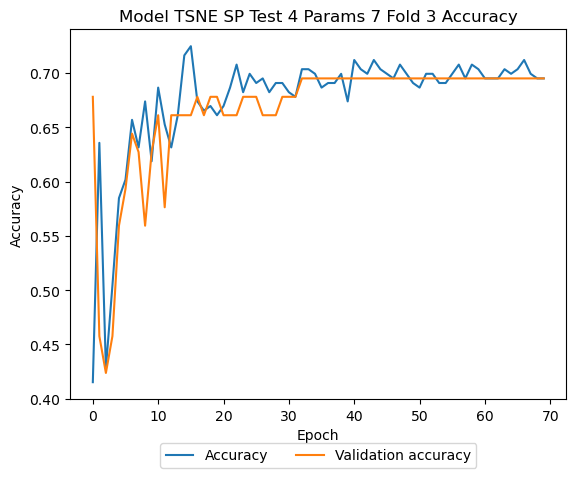 Model TSNE SP Test 4 Params 7 Fold 3 Accuracy
0.70
0.65
0.60
0.55
0.50
0.45
0.40
Accuracy
0 10 20 30 40 50 60 70
Epoch
Accuracy Validation accuracy